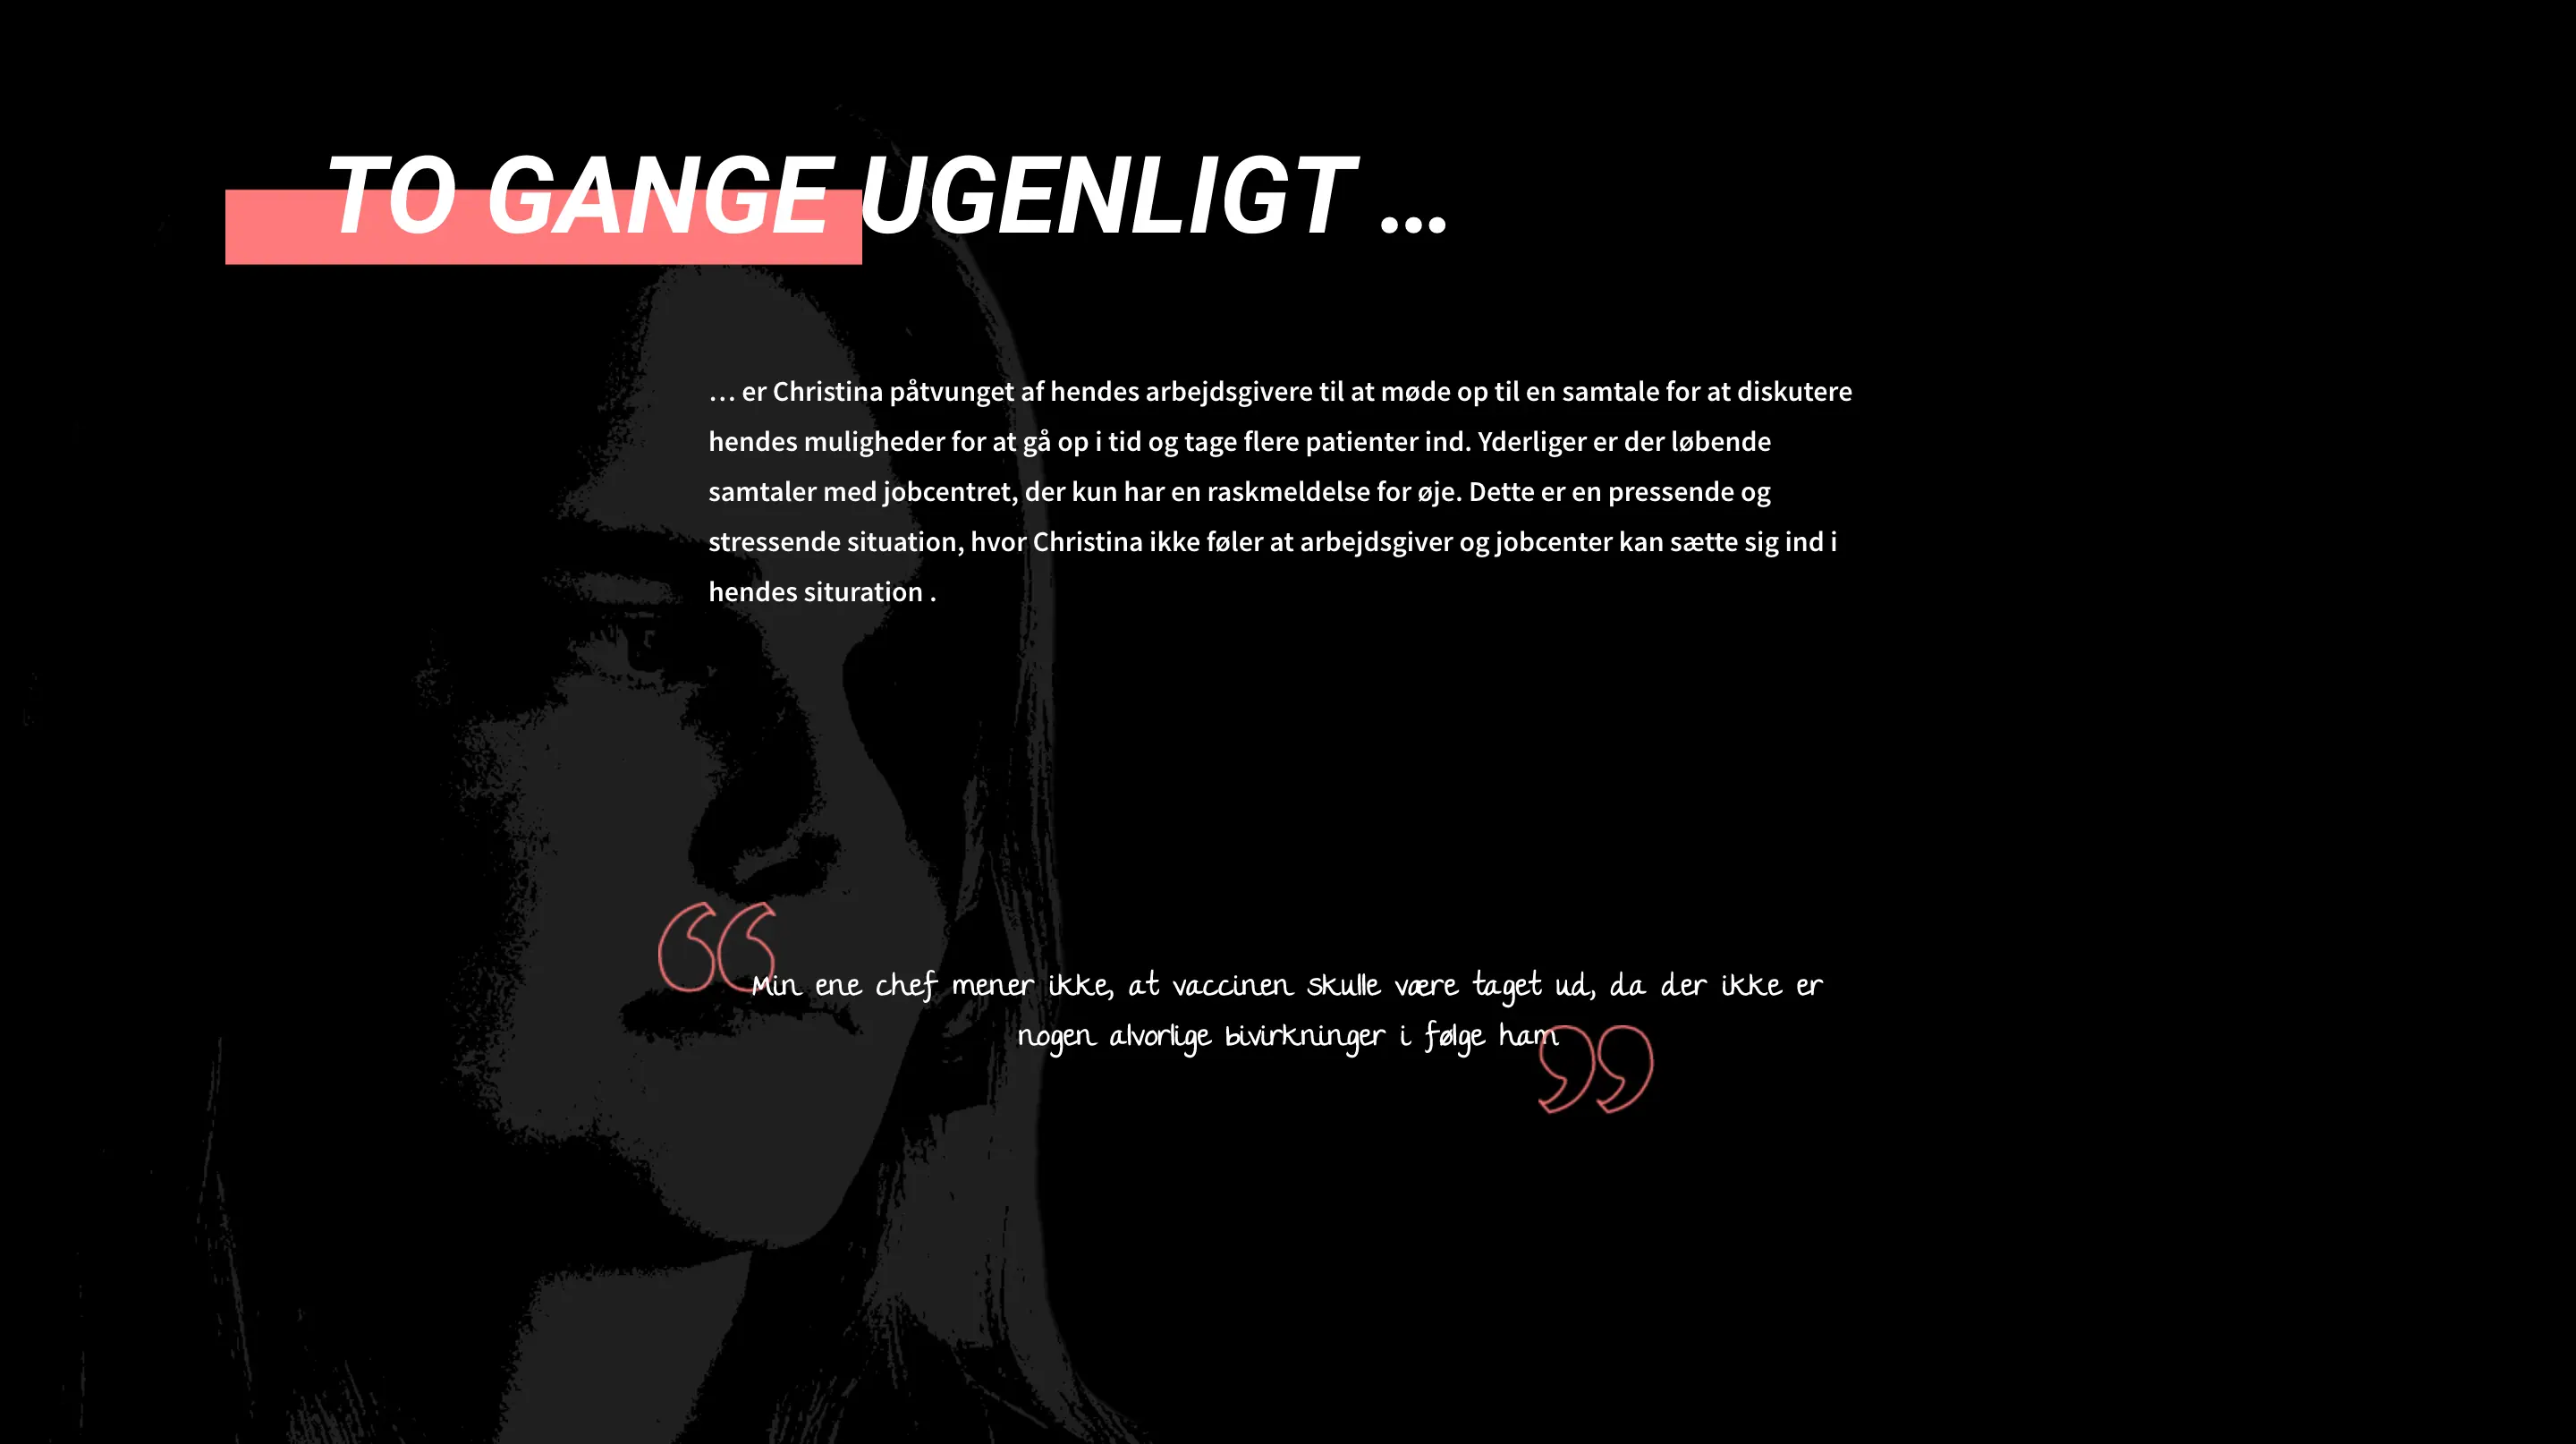 TO GANGE UGENLIGT ...
... er Christina påtvunget af hendes arbejdsgivere til at møde op til en samtale for at diskutere
hendes muligheder for at gå op i tid og tage flere patienter ind. Yderliger er der løbende
samtaler med jobcentret, der kun har en raskmeldelse for øje. Dette er en pressende og
stressende situation, hvor Christina ikke føler at arbejdsgiver og jobcenter kan sætte sig ind i
hendes situration .
“Min ene chef mener ikke, at vaccinen skulle være taget ud, da der ikke er
nogen alvorlige bivirkninger i følge ham”